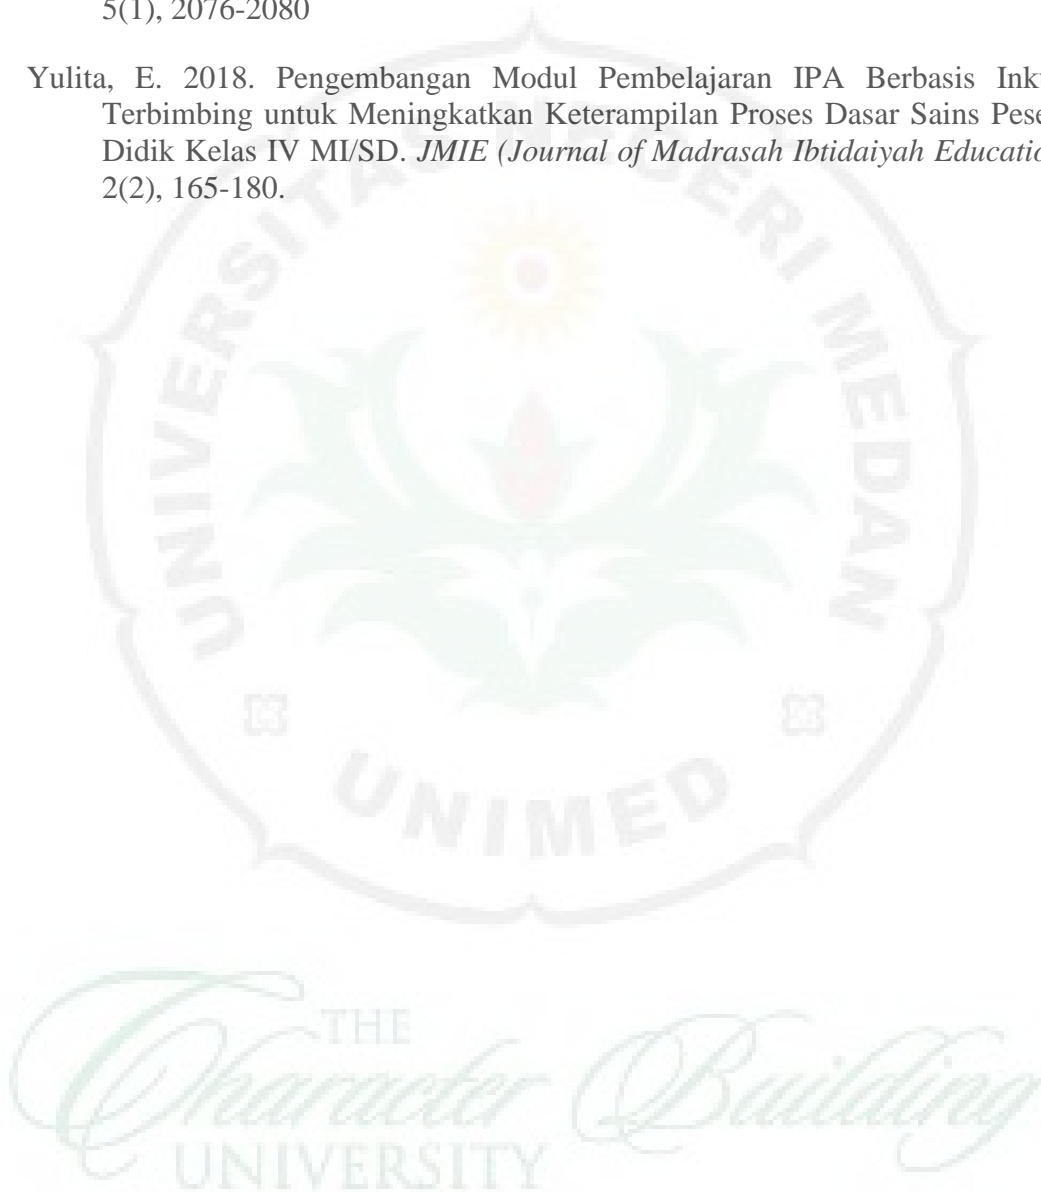 5(1), 2076-2080
Yulita, E. 2018. Pengembangan Modul Pembelajaran IPA Berbasis
Terbimbing untuk Meningkatkan Keterampilan Proses Dasar Sains
Didik Kelas IV MI/SD. JMIE (Journal of Madrasah Ibtidaiyah
2(2), 165-180.
UNIVERSITAS NEGERI MEDAN
UNIMED
THE
Character Building
UNIVERSITY